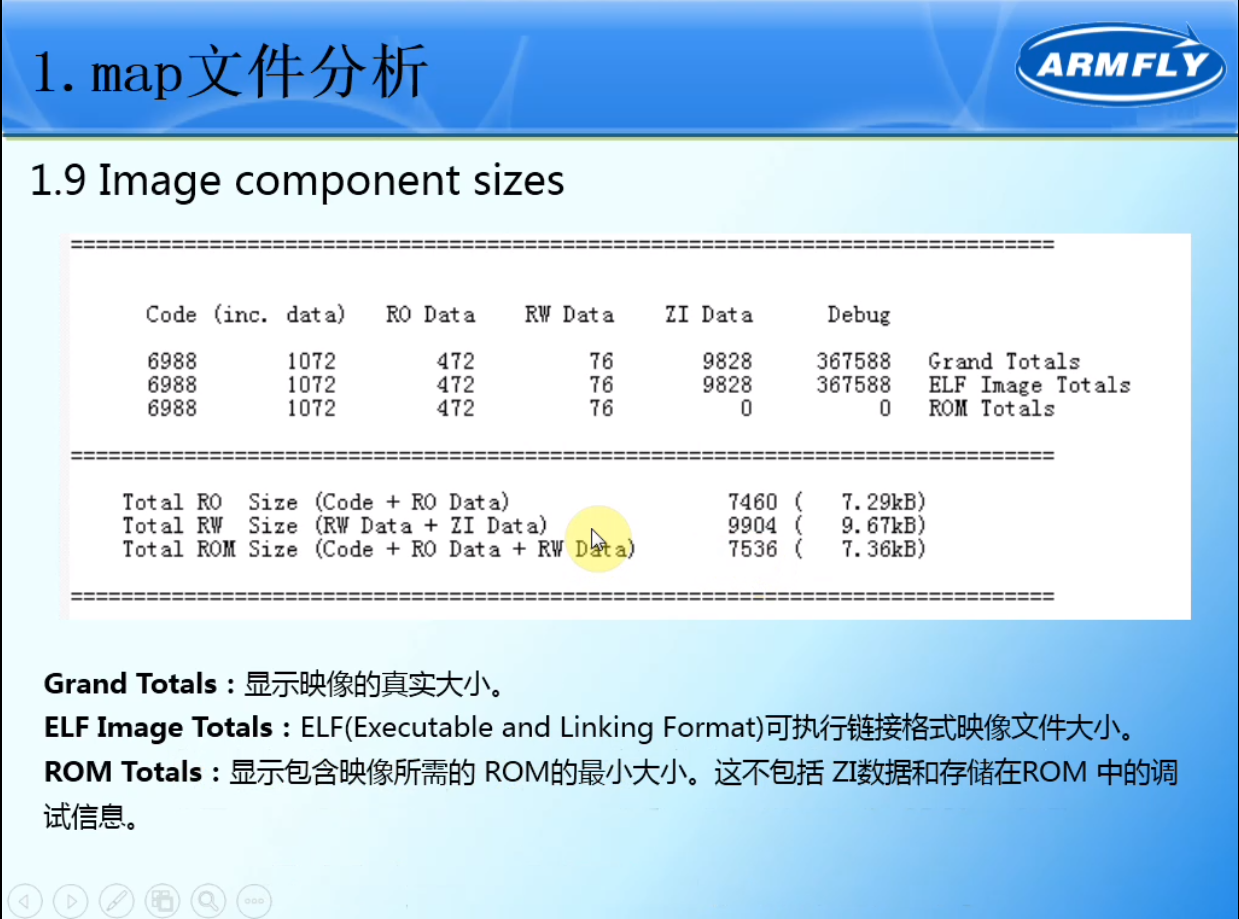 1.map文件分析
ARMFLY
1.9 Image component sizes
==============================================================================
Code (inc. data)   RO Data    RW Data    ZI Data      Debug
6988       1072        472         76       9828     367588   Grand Totals
6988       1072        472         76       9828     367588   ELF Image Totals
6988       1072        472         76          0          0   ROM Totals
==============================================================================
Total RO  Size (Code + RO Data)                 7460 (   7.29kB)
Total RW  Size (RW Data + ZI Data)              9904 (   9.67kB)
Total ROM Size (Code + RO Data + RW Data)       7536 (   7.36kB)
==============================================================================
Grand Totals：显示映像的真实大小。
ELF Image Totals：ELF(Executable and Linking Format)可执行链接格式映像文件大小。
ROM Totals：显示包含映像所需的 ROM的最小大小。这不包括 ZI数据和存储在ROM 中的调
试信息。